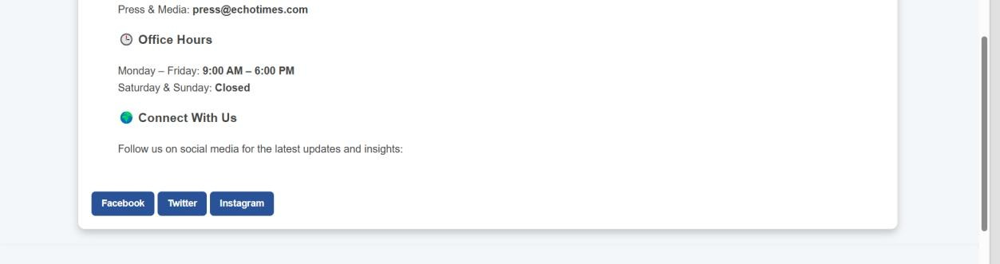 Press & Media: press@echotimes.com
Office Hours
Monday – Friday: 9:00 AM – 6:00 PM
Saturday & Sunday: Closed
Connect With Us
Follow us on social media for the latest updates and insights:
Facebook Twitter Instagram